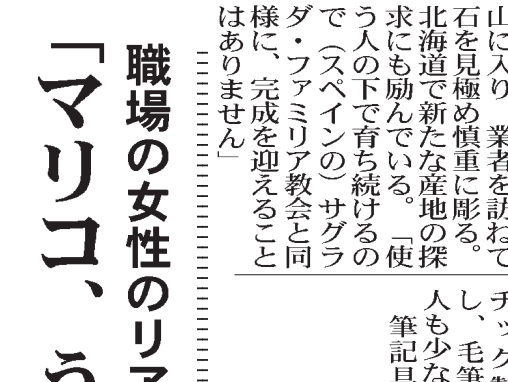 山に入り　業者を訪ねて
石を見極め慎重に彫る。
北海道で新たな産地の探
求にも励んでいる。「使
う人の下で育ち続けるの
で（スペインの）サグラ
ダ・ファミリア教会と同
様に、完成を迎えること
はありません」
チック製
し、毛筆
人も少な
筆記具
職場の女性のリア
「マリコ、う